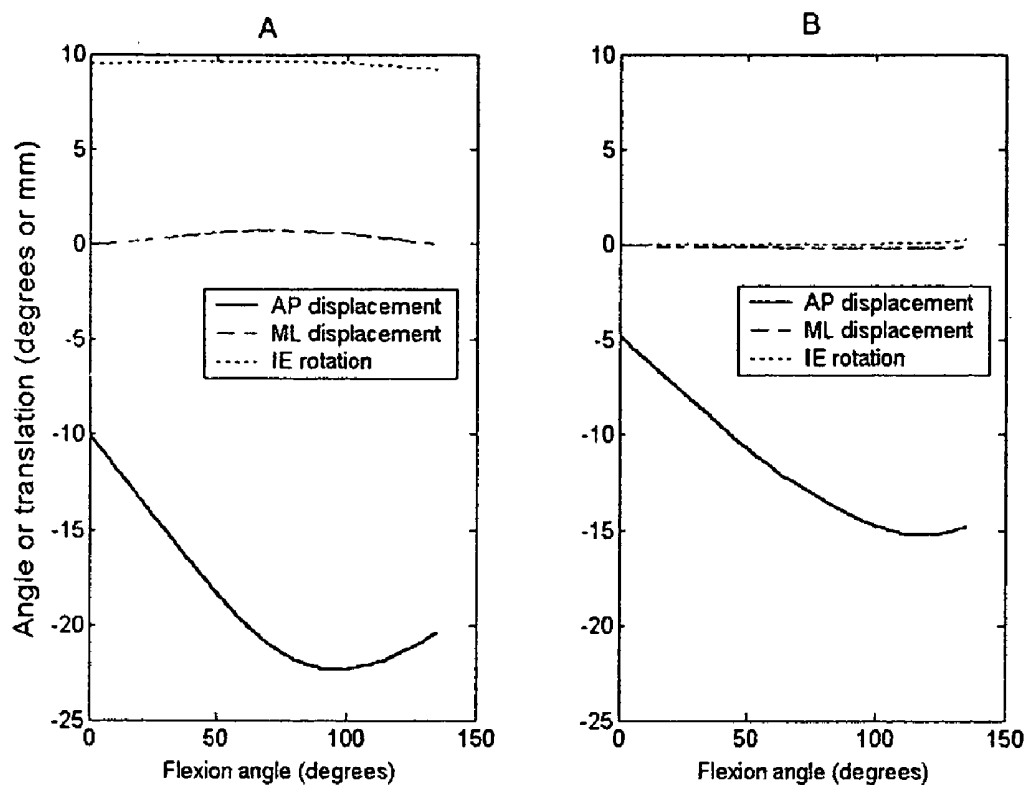 A
10
5
0
-5
-10
-15
-20
-25
0
50
100
150
Angle or translation (degrees or mm)
Flexion angle (degrees)
AP displacement
ML displacement
IE rotation
B
10
5
0
-5
-10
-15
-20
-25
0
50
100
150
Flexion angle (degrees)
AP displacement
ML displacement
IE rotation